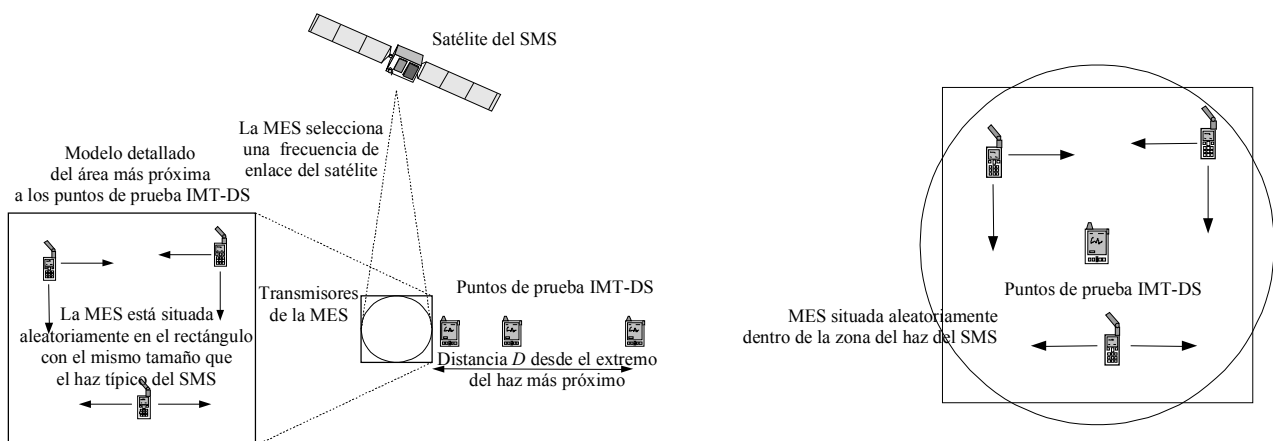 Satélite del SMS
La MES selecciona
una frecuencia de
enlace del satélite
Modelo detallado
del área más próxima
a los puntos de prueba IMT-DS
La MES está situada
aleatoriamente en el rectángulo
con el mismo tamaño que
el haz típico del SMS
Transmisores
de la MES
Puntos de prueba IMT-DS
Distancia D desde el extremo
del haz más próximo
Puntos de prueba IMT-DS
MES situada aleatoriamente
dentro de la zona del haz del SMS